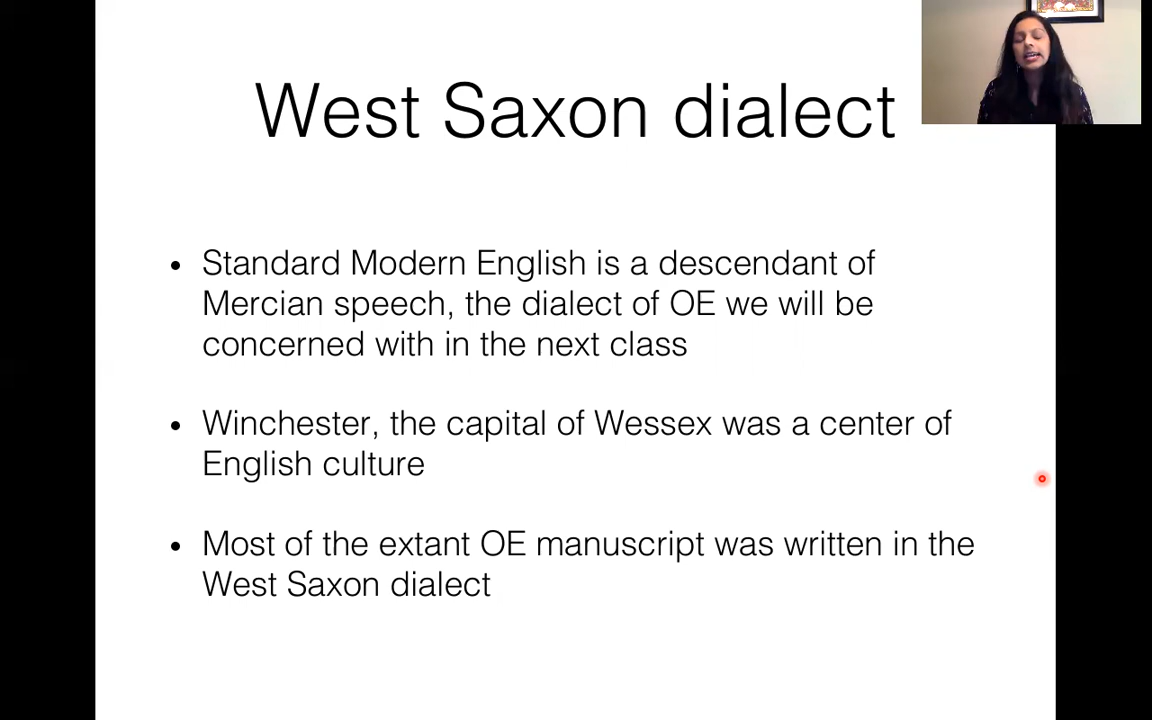 West Saxon dialect
• Standard Modern English is a descendant of
Mercian speech, the dialect of OE we will be
concerned with in the next class
• Winchester, the capital of Wessex was a center of
English culture
• Most of the extant OE manuscript was written in the
West Saxon dialect